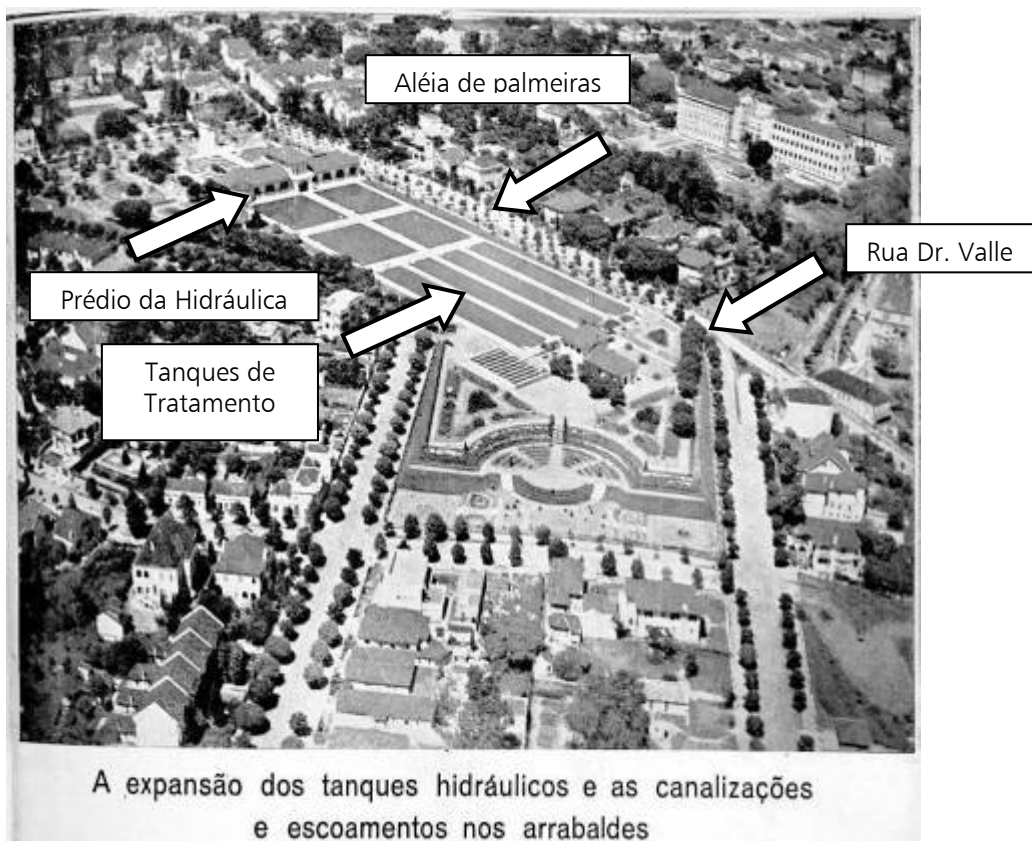 Aléia de palmeiras
Rua Dr. Valle
Prédio da Hidráulica
Tanques de
Tratamento
A expansão dos tanques hidráulicos e as canalizações
e escoamentos nos arrabaldes